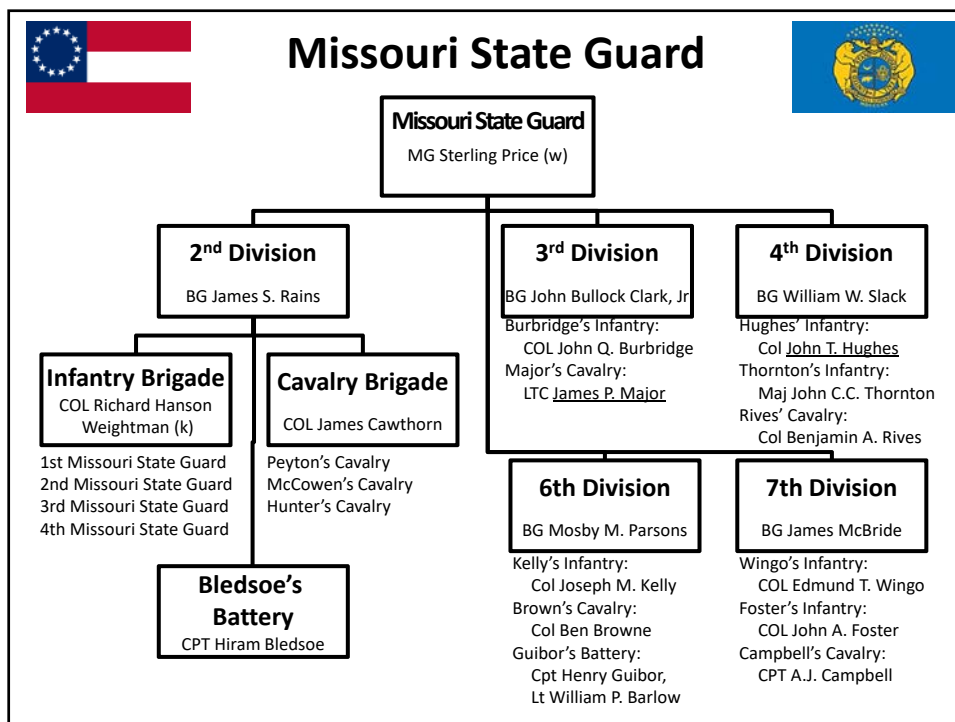 Missouri State Guard
Missouri State Guard
MG Sterling Price (w)
2nd Division
BG James S. Rains
3rd Division
BG John Bullock Clark, Jr
Burbridge's Infantry:
COL John Q. Burbridge
Major's Cavalry:
LTC James P. Major
4th Division
BG William W. Slack
Hughes' Infantry:
Col John T. Hughes
Thornton's Infantry:
Maj John C.C. Thornton
Rives' Cavalry:
Col Benjamin A. Rives
Infantry Brigade
COL Richard Hanson
Weightman (k)
1st Missouri State Guard
2nd Missouri State Guard
3rd Missouri State Guard
4th Missouri State Guard
Cavalry Brigade
COL James Cawthorn
Peyton's Cavalry
McCowen's Cavalry
Hunter's Cavalry
Bledsoe's
Battery
CPT Hiram Bledsoe
6th Division
BG Mosby M. Parsons
Kelly's Infantry:
Col Joseph M. Kelly
Brown's Cavalry:
Col Ben Browne
Guibor's Battery:
Cpt Henry Guibor,
Lt William P. Barlow
7th Division
BG James McBride
Wingo's Infantry:
COL Edmund T. Wingo
Foster's Infantry:
COL John A. Foster
Campbell's Cavalry:
CPT A.J. Campbell